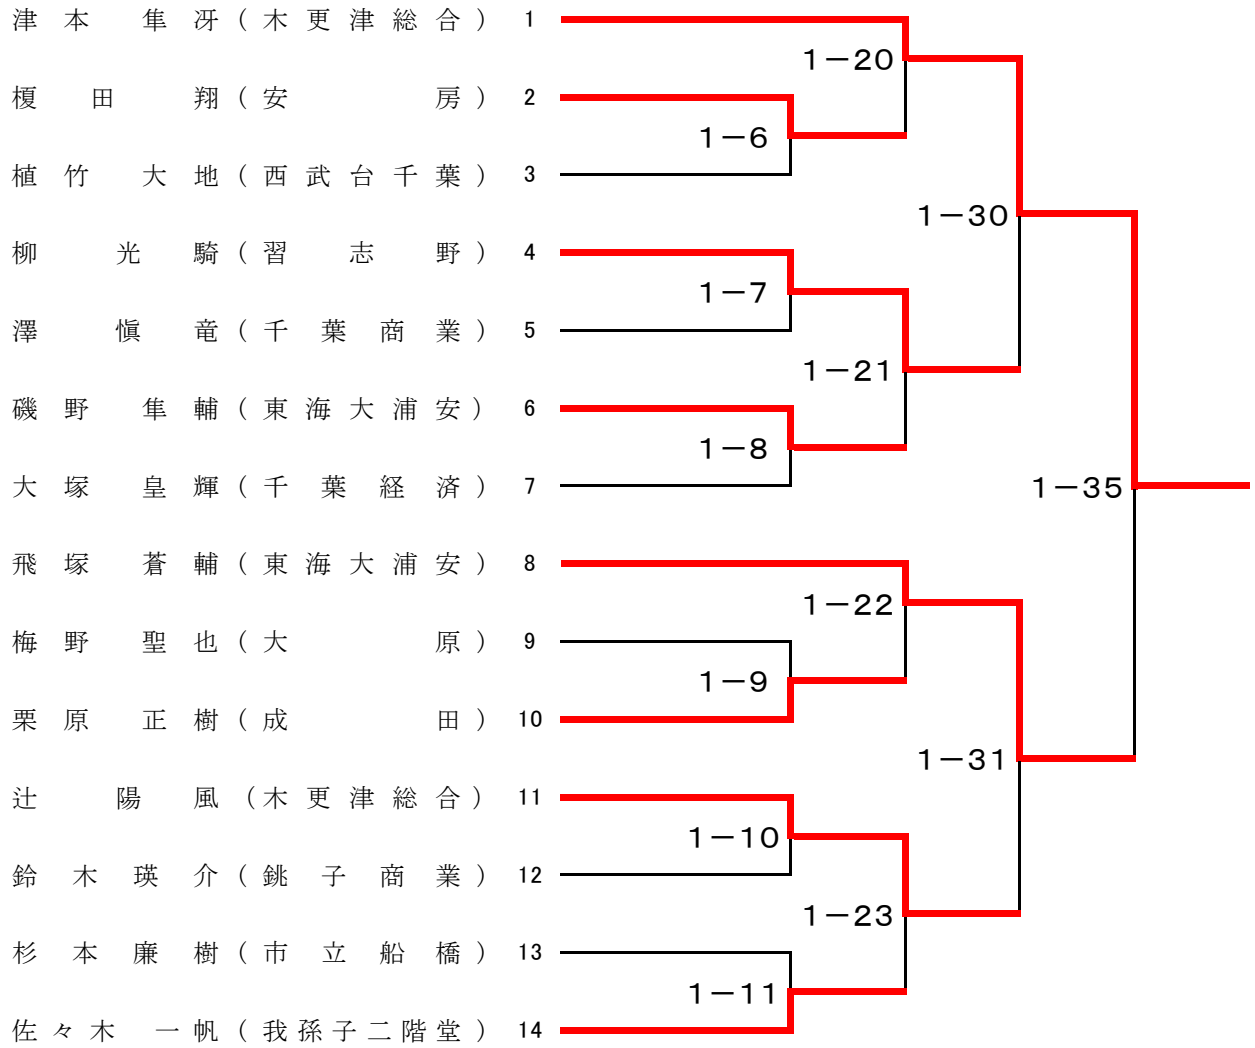 津本 隼冴（木更津総合） 1
1－20
榎田 翔（安房） 2
1－6
植竹 大地（西武台千葉） 3
1－30
柳 光騎（習志野） 4
1－7
澤 愼竜（千葉商業） 5
1－21
磯野 隼輔（東海大浦安） 6
1－8
大塚 皇輝（千葉経済） 7
1－35
飛塚 蒼輔（東海大浦安） 8
1－22
梅野 聖也（大原） 9
1－9
栗原 正樹（成田） 10
1－31
辻 陽風（木更津総合） 11
1－10
鈴木 瑛介（銚子商業） 12
1－23
杉本 廉樹（市立船橋） 13
1－11
佐々木 一帆（我孫子二階堂） 14